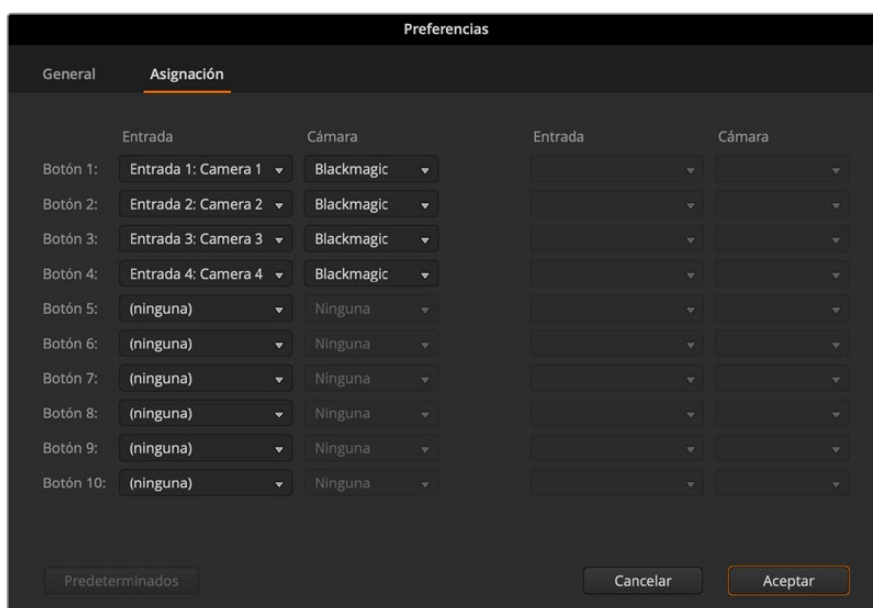 Preferencias
General Asignación
Entrada Cámara Entrada Cámara
Botón 1: Entrada 1: Camera 1 Blackmagic
Botón 2: Entrada 2: Camera 2 Blackmagic
Botón 3: Entrada 3: Camera 3 Blackmagic
Botón 4: Entrada 4: Camera 4 Blackmagic
Botón 5: (ninguna) Ninguna
Botón 6: (ninguna) Ninguna
Botón 7: (ninguna) Ninguna
Botón 8: (ninguna) Ninguna
Botón 9: (ninguna) Ninguna
Botón 10: (ninguna) Ninguna
Predeterminados Cancelar Aceptar